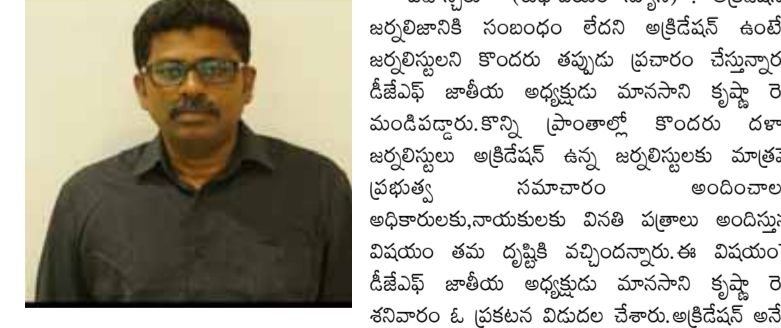 జర్నలిజానికి సంబంధం లేదని అక్రిడేషన్ ఉంటే
జర్నలిస్టులని కొందరు తప్పుడు ప్రచారం చేస్తున్నార
డీజేఎఫ్ జాతీయ అధ్యక్షుడు మానసాని కృష్ణా రె
మండిపడ్డారు.కొన్ని ప్రాంతాల్లో కొందరు దళా
జర్నలిస్టులు అక్రిడేషన్ ఉన్న జర్నలిస్టులకు మాత్రమే
ప్రభుత్వ సమాచారం అందించాల
అధికారులకు,నాయకులకు వినతి పత్రాలు అందిస్తున
విషయం తమ దృష్టికి వచ్చిందన్నారు.ఈ విషయం
డీజేఎఫ్ జాతీయ అధ్యక్షుడు మానసాని కృష్ణా రె
శనివారం ఓ ప్రకటన విడుదల చేశారు.అక్రిడేషన్ అనే